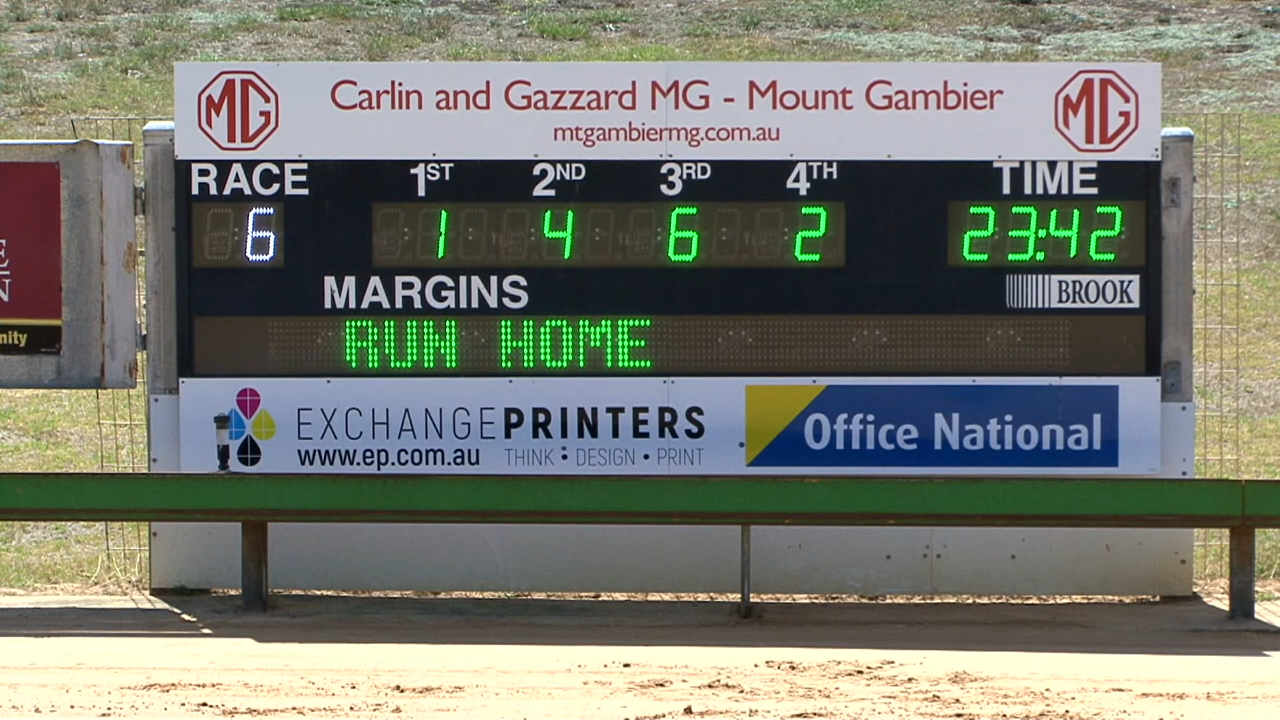 MG Carlin and Gazzard MG - Mount Gambier MG
mtgambiermg.com.au
RACE 1ST 2ND 3RD 4TH TIME
6 1 4 6 2 23:42
MARGINS
BROOK
RUN HOME
EXCHANGEPRINTERS
www.ep.com.au THINK • DESIGN • PRINT
Office National
E
N
nity